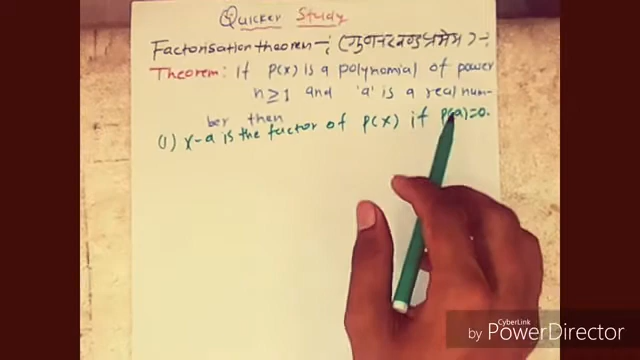 Quicker Study
Factorisation theorem -: (गुणनखण्ड प्रमेय) -:
Theorem: if p(x) is a polynomial of power
n≥1 and 'a' is a real num-
ber then
(1) x-a is the factor of p(x) if p(a)=0.
CyberLink
by PowerDirector